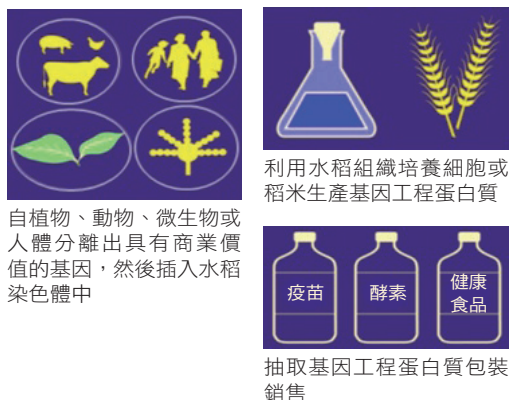 自植物、動物、微生物或
人體分離出具有商業價
值的基因,然後插入水稻
染色體中
利用水稻組織培養細胞或
稻米生產基因工程蛋白質
疫苗
酵素
健康
食品
抽取基因工程蛋白質包裝
銷售